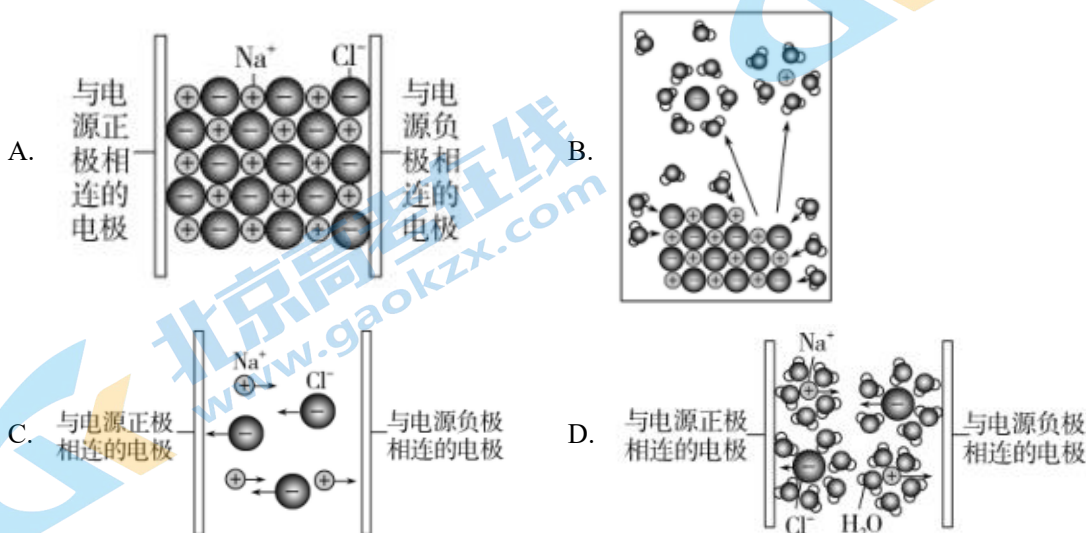 A.
与电
源正
极相
连的
电极
Na⁺
Cl⁻
与电
源负
极相
连的
电极
B.
C.
与电源正极
相连的电极
Na⁺
Cl⁻
与电源负极
相连的电极
D.
与电源正极
相连的电极
Na⁺
Cl⁻
H₂O
与电源负极
相连的电极
北京高考在线
www.gaokzx.com